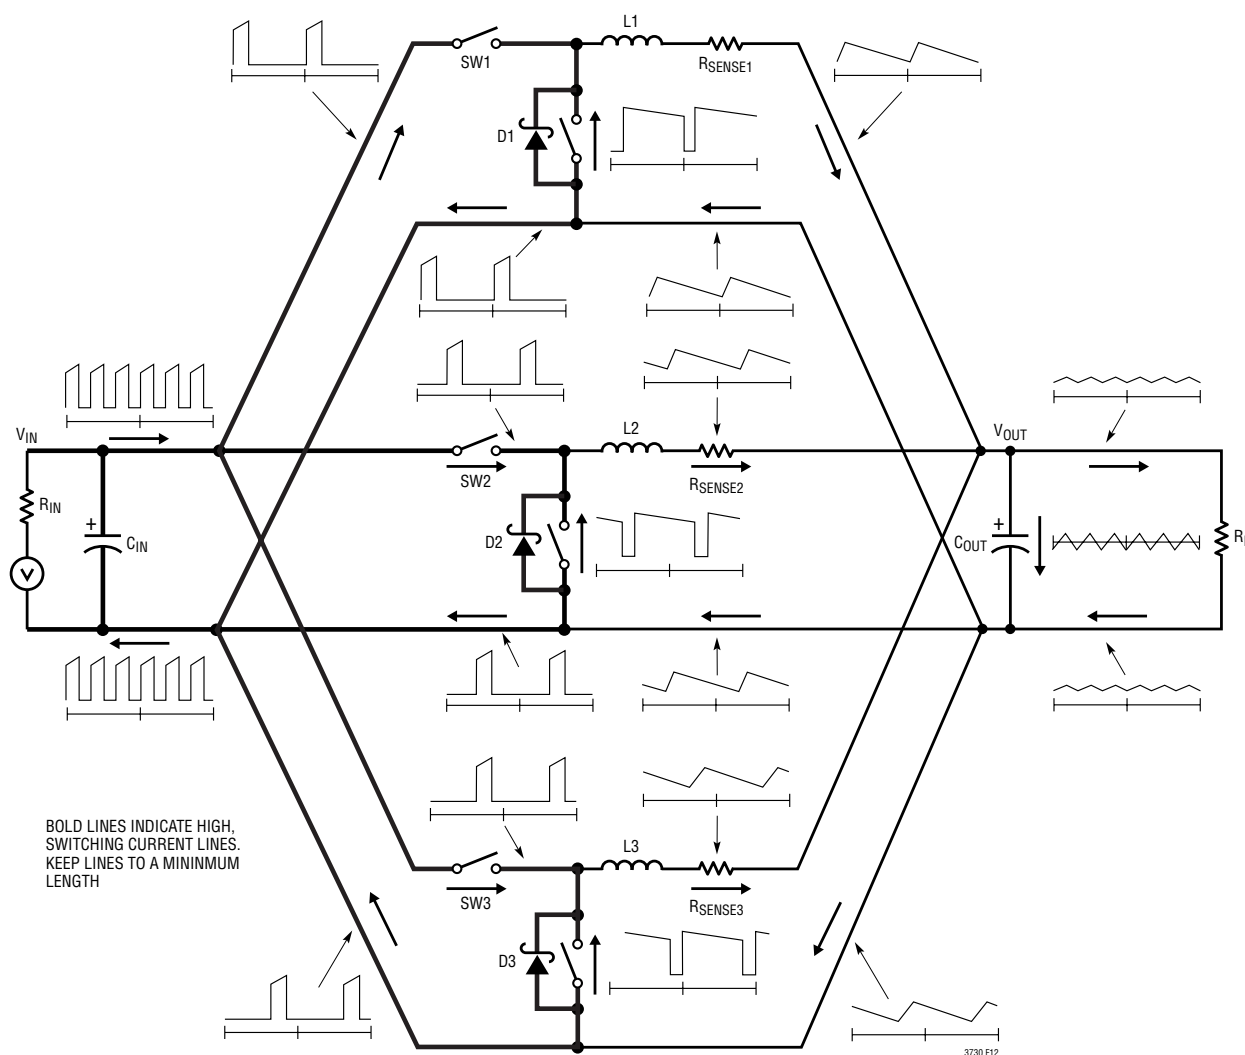 L1
SW1
RSENSE1
D1
VIN
L2
VOUT
SW2
RSENSE2
RIN
+
CIN
D2
+
COUT
BOLD LINES INDICATE HIGH,
SWITCHING CURRENT LINES.
KEEP LINES TO A MININMUM
LENGTH
L3
SW3
RSENSE3
D3
3730 F12